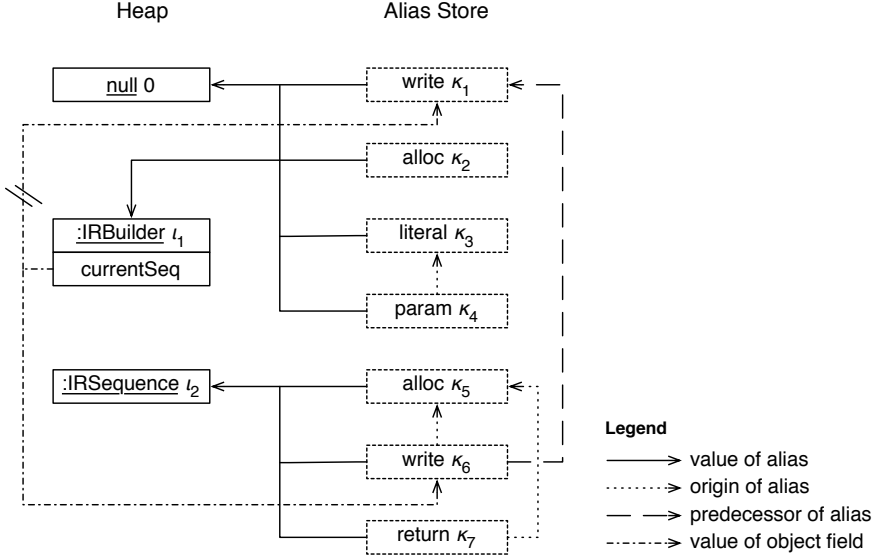 Heap
Alias Store
null 0
write κ₁
alloc κ₂
:IRBuilder ι₁
literal κ₃
currentSeq
param κ₄
:IRSequence ι₂
alloc κ₅
write κ₆
return κ₇
Legend
value of alias
origin of alias
predecessor of alias
value of object field